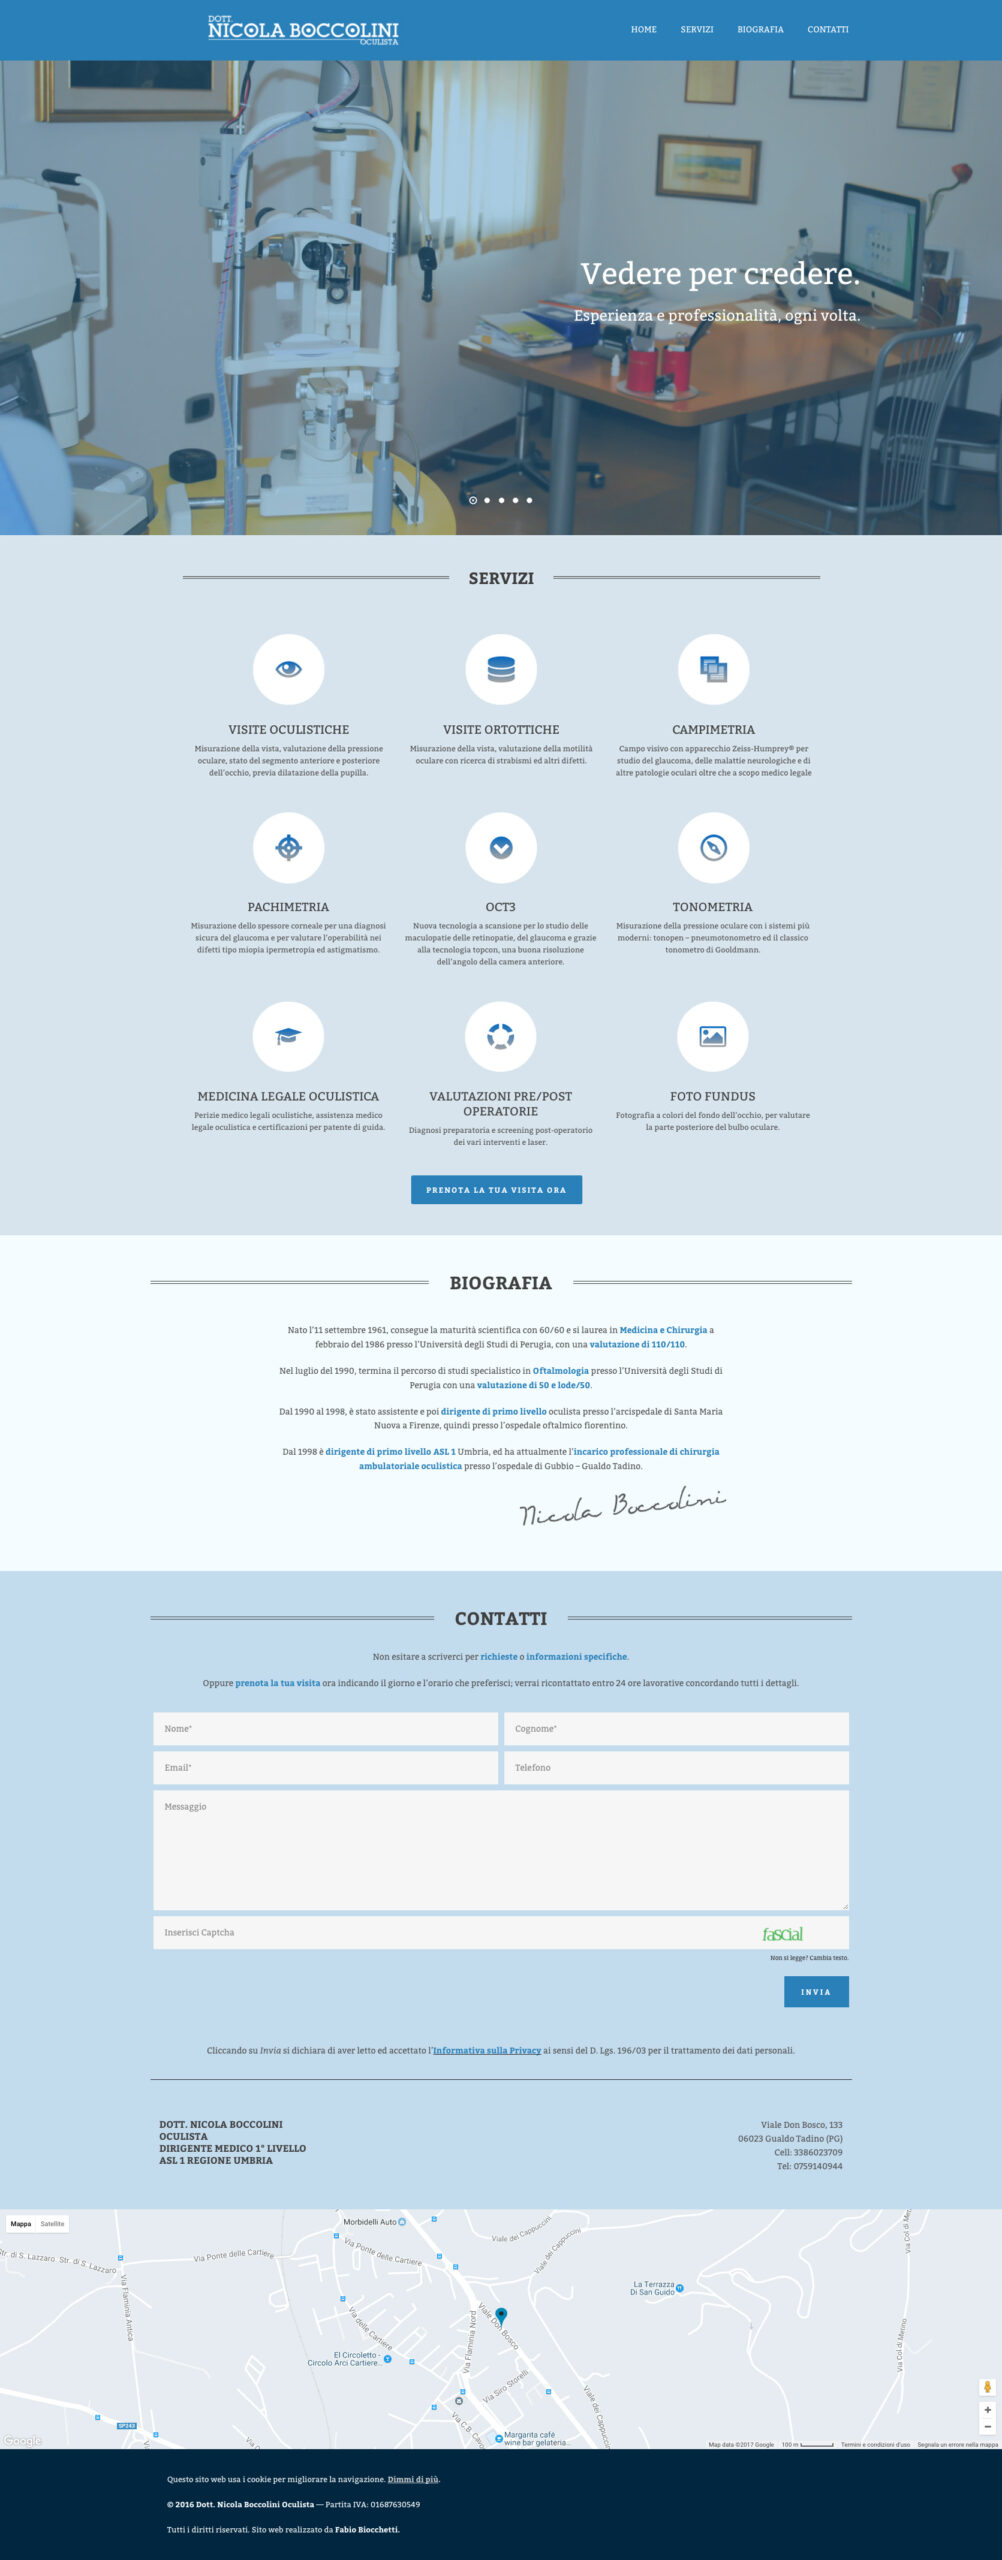 DOTT.
NICOLA BOCCOLINI
OCULISTA
HOME SERVIZI BIOGRAFIA CONTATTI
Vedere per credere.
Esperienza e professionalità, ogni volta.
SERVIZI
VISITE OCULISTICHE
Misurazione della vista, valutazione della pressione
oculare, stato del segmento anteriore e posteriore
dell'occhio, previa dilatazione della pupilla.
VISITE ORTOTTICHE
Misurazione della vista, valutazione della motilità
oculare con ricerca di strabismi ed altri difetti.
CAMPIMETRIA
Campo visivo con apparecchio Zeiss-Humprey® per
studio del glaucoma, delle malattie neurologiche e di
altre patologie oculari oltre che a scopo medico legale
PACHIMETRIA
Misurazione dello spessore corneale per una diagnosi
sicura del glaucoma e per valutare l'operabilità nei
difetti tipo miopia ipermetropia ed astigmatismo.
OCT3
Nuova tecnologia a scansione per lo studio delle
maculopatie delle retinopatie, del glaucoma e grazie
alla tecnologia topcon, una buona risoluzione
dell'angolo della camera anteriore.
TONOMETRIA
Misurazione della pressione oculare con i sistemi più
moderni: tonopen – pneumotonometro ed il classico
tonometro di Gooldmann.
MEDICINA LEGALE OCULISTICA
Perizie medico legali oculistiche, assistenza medico
legale oculistica e certificazioni per patente di guida.
VALUTAZIONI PRE/POST
OPERATORIE
Diagnosi preparatoria e screening post-operatorio
dei vari interventi e laser.
FOTO FUNDUS
Fotografia a colori del fondo dell'occhio, per valutare
la parte posteriore del bulbo oculare.
PRENOTA LA TUA VISITA ORA
BIOGRAFIA
Nato l'11 settembre 1961, consegue la maturità scientifica con 60/60 e si laurea in Medicina e Chirurgia a
febbraio del 1986 presso l'Università degli Studi di Perugia, con una valutazione di 110/110.
Nel luglio del 1990, termina il percorso di studi specialistico in Oftalmologia presso l'Università degli Studi di
Perugia con una valutazione di 50 e lode/50.
Dal 1990 al 1998, è stato assistente e poi dirigente di primo livello oculista presso l'arcispedale di Santa Maria
Nuova a Firenze, quindi presso l'ospedale oftalmico fiorentino.
Dal 1998 è dirigente di primo livello ASL 1 Umbria, ed ha attualmente l'incarico professionale di chirurgia
ambulatoriale oculistica presso l'ospedale di Gubbio – Gualdo Tadino.
Nicola Boccolini
CONTATTI
Non esitare a scriverci per richieste o informazioni specifiche.
Oppure prenota la tua visita ora indicando il giorno e l'orario che preferisci; verrai ricontattato entro 24 ore lavorative concordando tutti i dettagli.
Nome*
Cognome*
Email*
Telefono
Messaggio
Inserisci Captcha
fascial
Non si legge? Cambia testo.
INVIA
Cliccando su Invia si dichiara di aver letto ed accettato l'Informativa sulla Privacy ai sensi del D. Lgs. 196/03 per il trattamento dei dati personali.
DOTT. NICOLA BOCCOLINI
OCULISTA
DIRIGENTE MEDICO 1° LIVELLO
ASL 1 REGIONE UMBRIA
Viale Don Bosco, 133
06023 Gualdo Tadino (PG)
Cell: 3386023709
Tel: 0759140944
Mappa Satellite
Morbidelli Auto
Str. di S. Lazzaro
Str. di S. Lazzaro
Via Ponte delle Cartiere
Via Ponte delle Cartiere
Viale dei Cappuccini
Viale dei Cappuccini
Via Col di Merino
Via Flaminia Antica
La Terrazza
Di San Guido
Via delle Cartiere
Via Flaminia Nord
Viale Don Bosco
El Circoletto -
Circolo Arci Cartiere...
Via Siro Storelli
Via Col di Merino
Viale dei Cappuccini
Via C.B. Cavo
SP243
Margarita café
wine bar gelateria...
Google
Map data ©2017 Google 100 m Termini e condizioni d'uso Segnala un errore nella mappa
Questo sito web usa i cookie per migliorare la navigazione. Dimmi di più.
© 2016 Dott. Nicola Boccolini Oculista — Partita IVA: 01687630549
Tutti i diritti riservati. Sito web realizzato da Fabio Biocchetti.